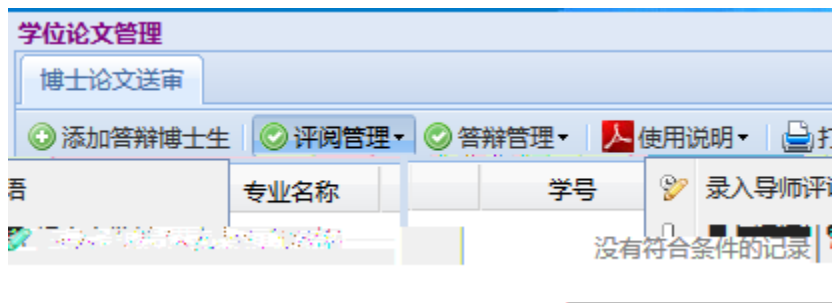 学位论文管理
博士论文送审
添加答辩博士生 评阅管理 答辩管理 使用说明
语 专业名称 学号 录入导师评
没有符合条件的记录